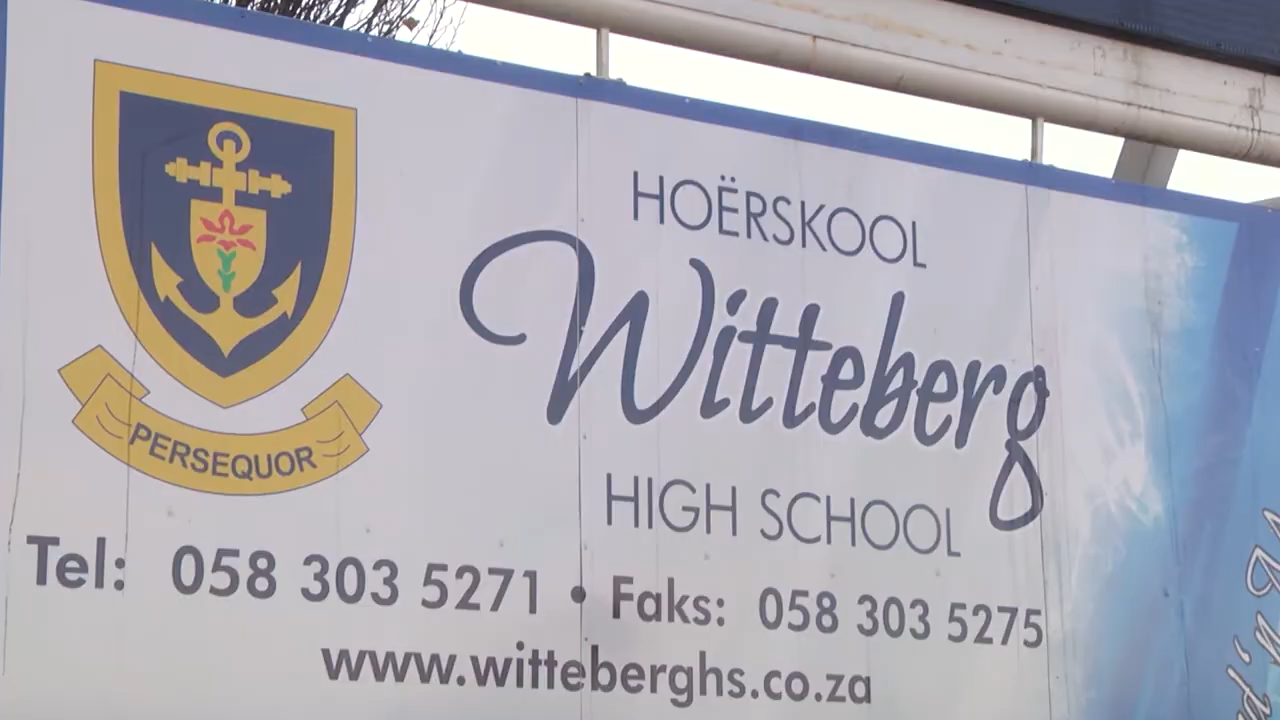 HOËRSKOOL
Witteberg
HIGH SCHOOL
PERSEQUOR
Tel: 058 303 5271 • Faks: 058 303 5275
www.witteberghs.co.za